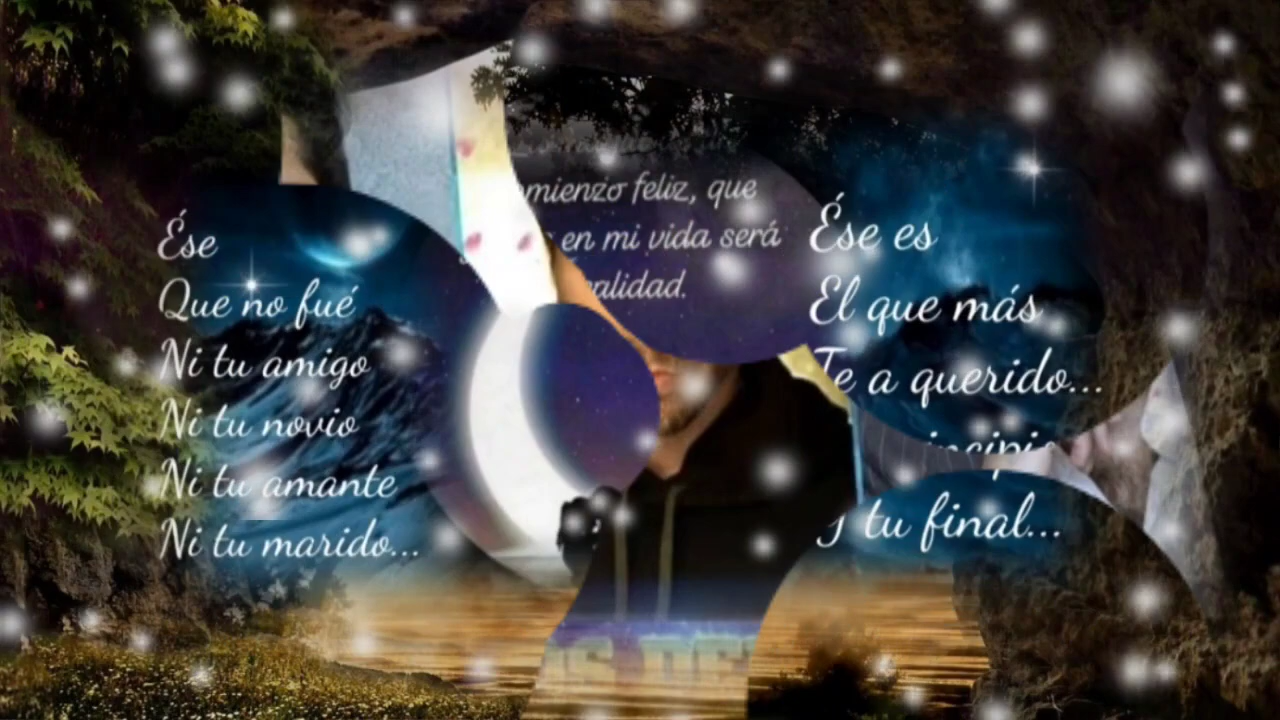 Ése
Que no fué
Ni tu amigo
Ni tu novio
Ni tu amante
Ni tu marido...
feliz, que
en mi vida será
Ése es
El que más
Te a querido...
tu final...